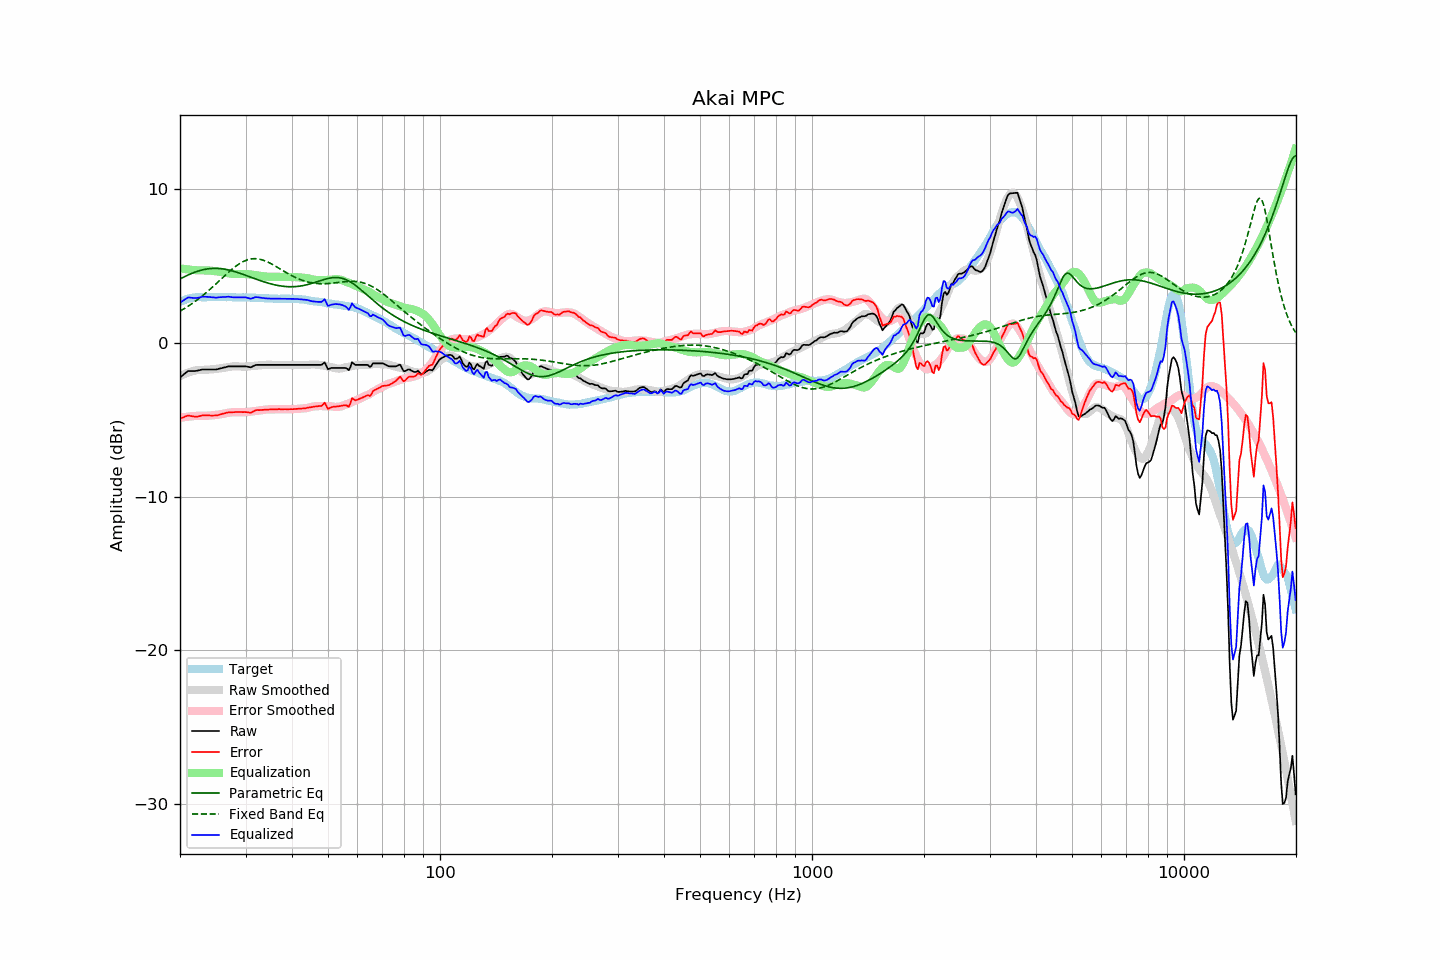 Akai MPC
Amplitude (dBr)
10
0
−10
−20
−30
Target
Raw Smoothed
Error Smoothed
Raw
Error
Equalization
Parametric Eq
Fixed Band Eq
Equalized
100
1000
10000
Frequency (Hz)